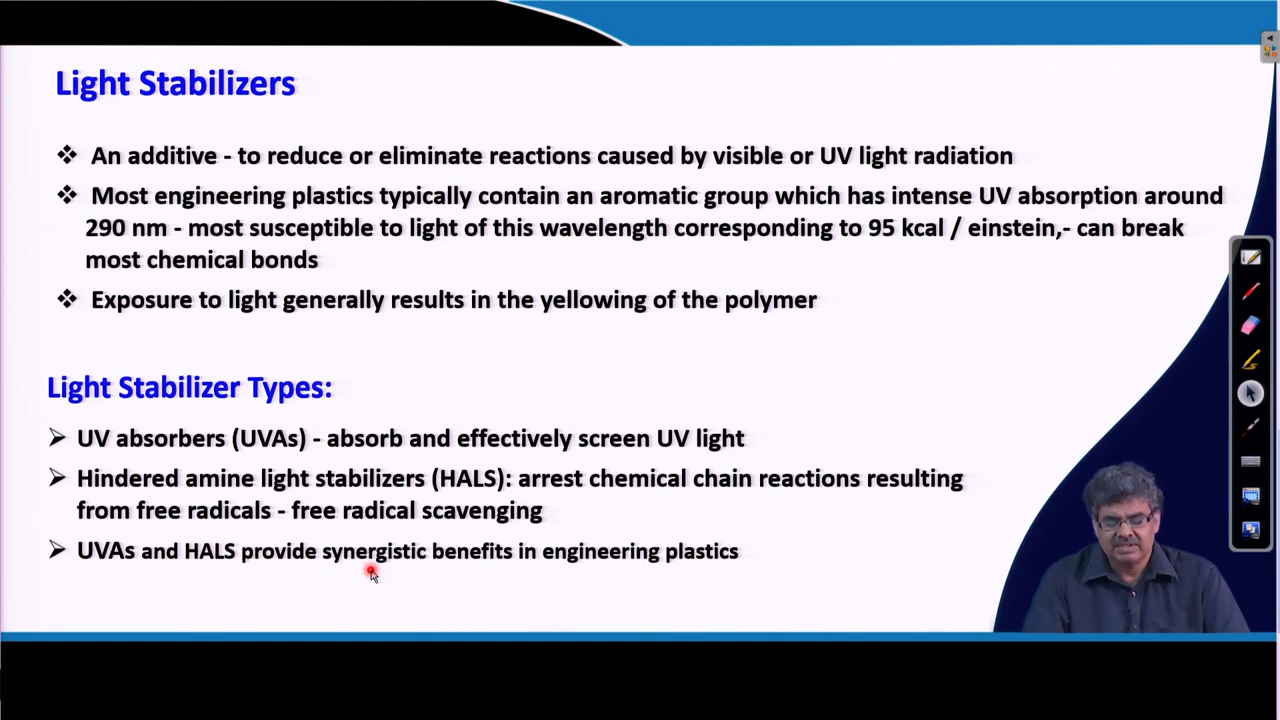 Light Stabilizers
❖ An additive - to reduce or eliminate reactions caused by visible or UV light radiation
❖ Most engineering plastics typically contain an aromatic group which has intense UV absorption around
290 nm - most susceptible to light of this wavelength corresponding to 95 kcal / einstein,- can break
most chemical bonds
❖ Exposure to light generally results in the yellowing of the polymer
Light Stabilizer Types:
➢ UV absorbers (UVAs) - absorb and effectively screen UV light
➢ Hindered amine light stabilizers (HALS): arrest chemical chain reactions resulting
from free radicals - free radical scavenging
➢ UVAs and HALS provide synergistic benefits in engineering plastics